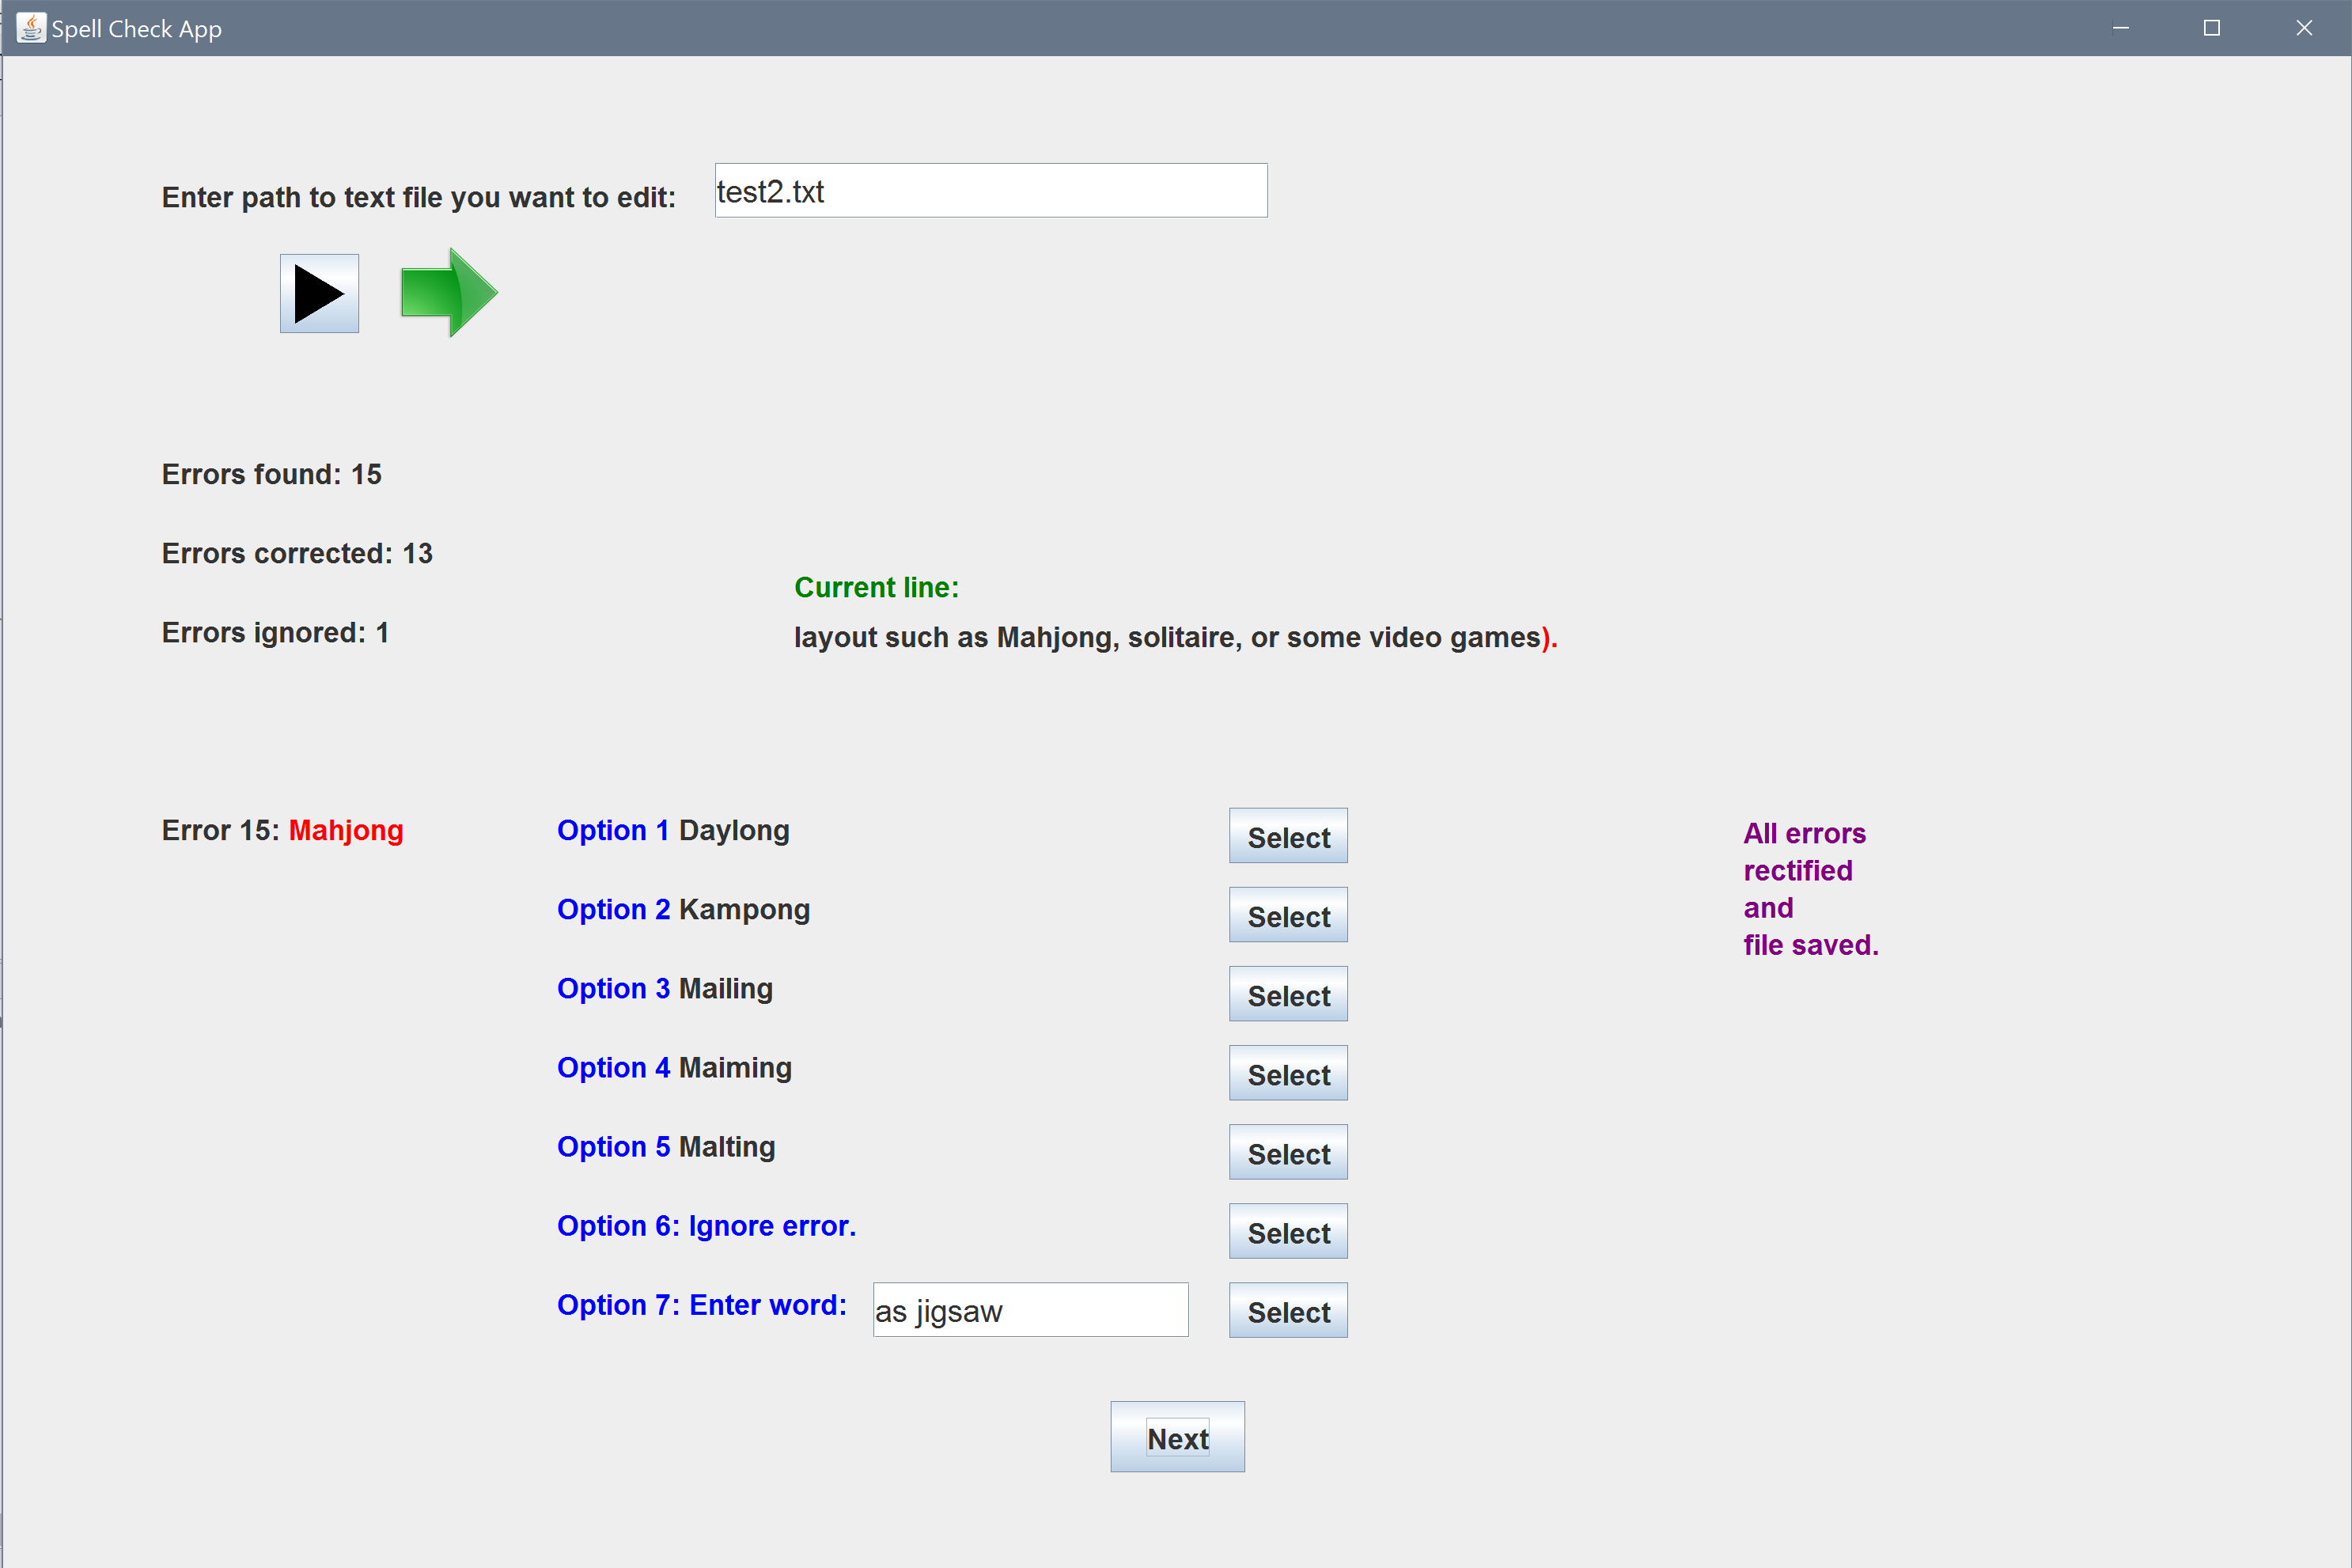 Spell Check App
Enter path to text file you want to edit: test2.txt
Errors found: 15
Errors corrected: 13
Current line:
Errors ignored: 1
layout such as Mahjong, solitaire, or some video games).
Error 15: Mahjong
Option 1 Daylong
Select
Option 2 Kampong
Select
Option 3 Mailing
Select
Option 4 Maiming
Select
Option 5 Malting
Select
Option 6: Ignore error.
Select
Option 7: Enter word: as jigsaw
Select
All errors
rectified
and
file saved.
Next